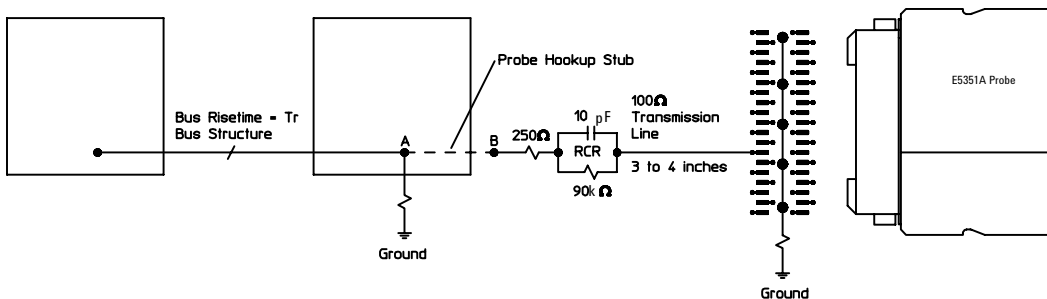 Probe Hookup Stub
E5351A Probe
Bus Risetime = Tr
Bus Structure
A
B
250Ω
10 pF
RCR
90k Ω
100Ω
Transmission
Line
3 to 4 inches
Ground
Ground